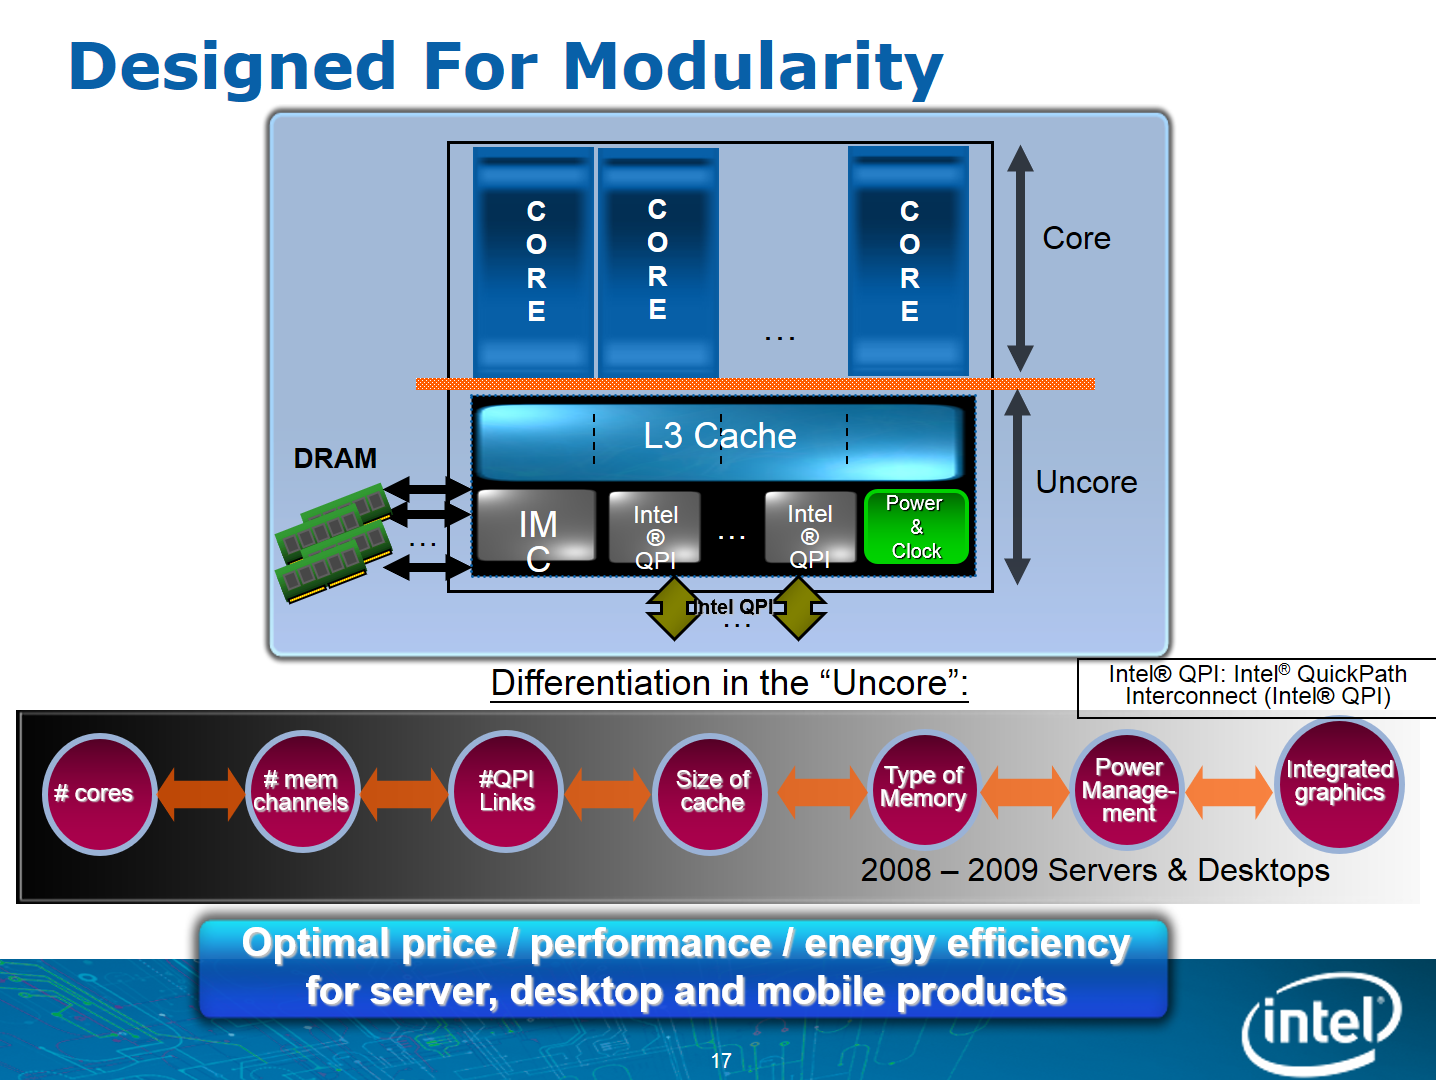 Designed For Modularity
C
O
R
E
C
O
R
E
C
O
R
E
...
Core
L3 Cache
DRAM
Uncore
...
IM
C
Intel
®
QPI
...
Intel
®
QPI
Power
&
Clock
Intel QPI
...
Differentiation in the “Uncore”:
Intel® QPI: Intel® QuickPath
Interconnect (Intel® QPI)
# cores
# mem
channels
#QPI
Links
Size of
cache
Type of
Memory
Power
Manage-
ment
Integrated
graphics
2008 – 2009 Servers & Desktops
Optimal price / performance / energy efficiency
for server, desktop and mobile products
intel®
17